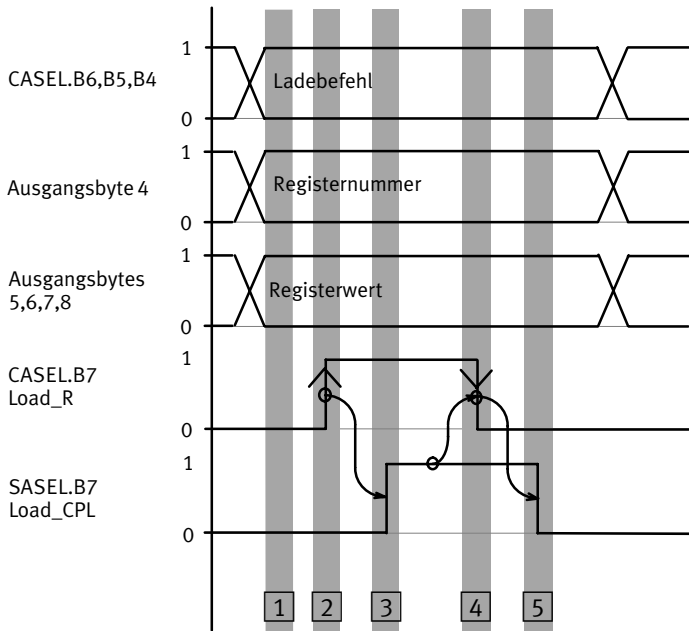 1
CASEL.B6,B5,B4
Ladebefehl
0
1
Ausgangsbyte 4
Registernummer
0
1
Ausgangsbytes
5,6,7,8
Registerwert
0
1
CASEL.B7
Load_R
0
1
SASEL.B7
Load_CPL
0
1 2 3 4 5